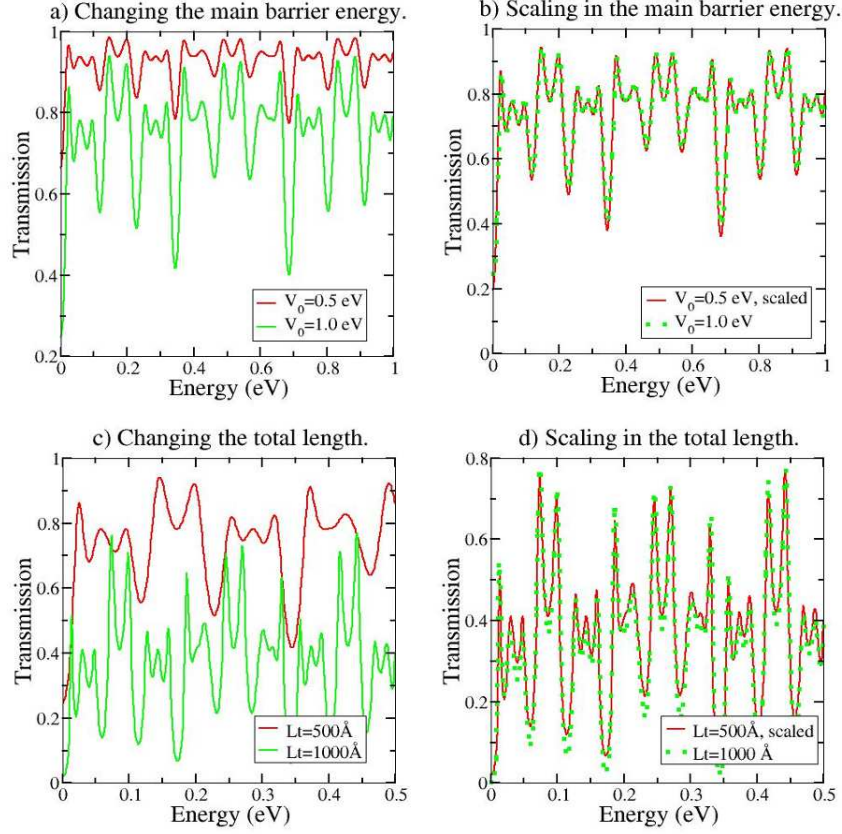 a) Changing the main barrier energy.
1
0.8
0.6
0.4
0.2
0
0.2
0.4
0.6
0.8
1
Transmission
Energy (eV)
V0=0.5 eV
V0=1.0 eV
b) Scaling in the main barrier energy.
1
0.8
0.6
0.4
0.2
0
0
0.2
0.4
0.6
0.8
1
Transmission
Energy (eV)
V0=0.5 eV, scaled
V0=1.0 eV
c) Changing the total length.
1
0.8
0.6
0.4
0.2
0
0
0.1
0.2
0.3
0.4
0.5
Transmission
Energy (eV)
Lt=500Å
Lt=1000Å
d) Scaling in the total length.
0.8
0.6
0.4
0.2
0
0
0.1
0.2
0.3
0.4
0.5
Transmission
Energy (eV)
Lt=500Å, scaled
Lt=1000 Å